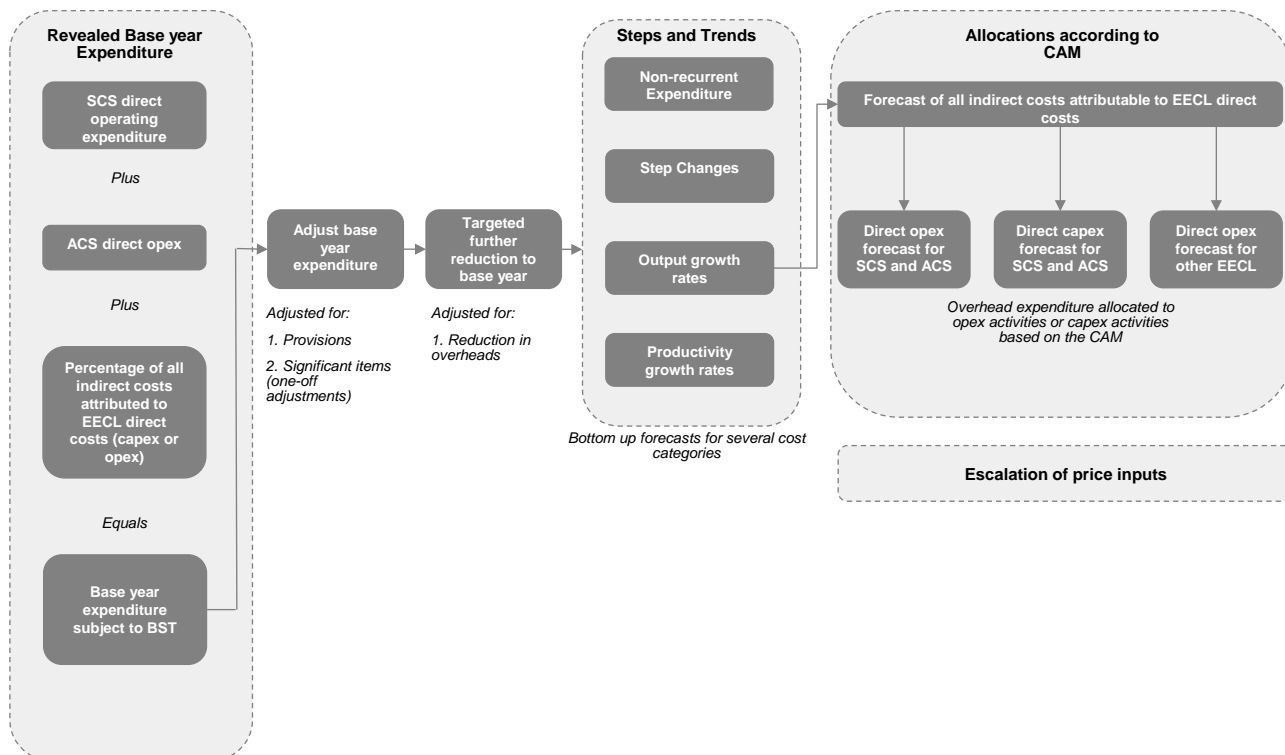 Revealed Base year
Expenditure
SCS direct
operating
expenditure
Plus
ACS direct opex
Plus
Percentage of all
indirect costs
attributed to
EECL direct
costs (capex or
opex)
Equals
Base year
expenditure
subject to BST
Adjust base
year
expenditure
Adjusted for:
1. Provisions
2. Significant items
(one-off
adjustments)
Targeted
further
reduction to
base year
Adjusted for:
1. Reduction in
overheads
Steps and Trends
Non-recurrent
Expenditure
Step Changes
Output growth
rates
Productivity
growth rates
Bottom up forecasts for several cost
categories
Allocations according to
CAM
Forecast of all indirect costs attributable to EECL direct
costs
Direct opex
forecast for
SCS and ACS
Direct capex
forecast for
SCS and ACS
Direct opex
forecast for
other EECL
Overhead expenditure allocated to
opex activities or capex activities
based on the CAM
Escalation of price inputs